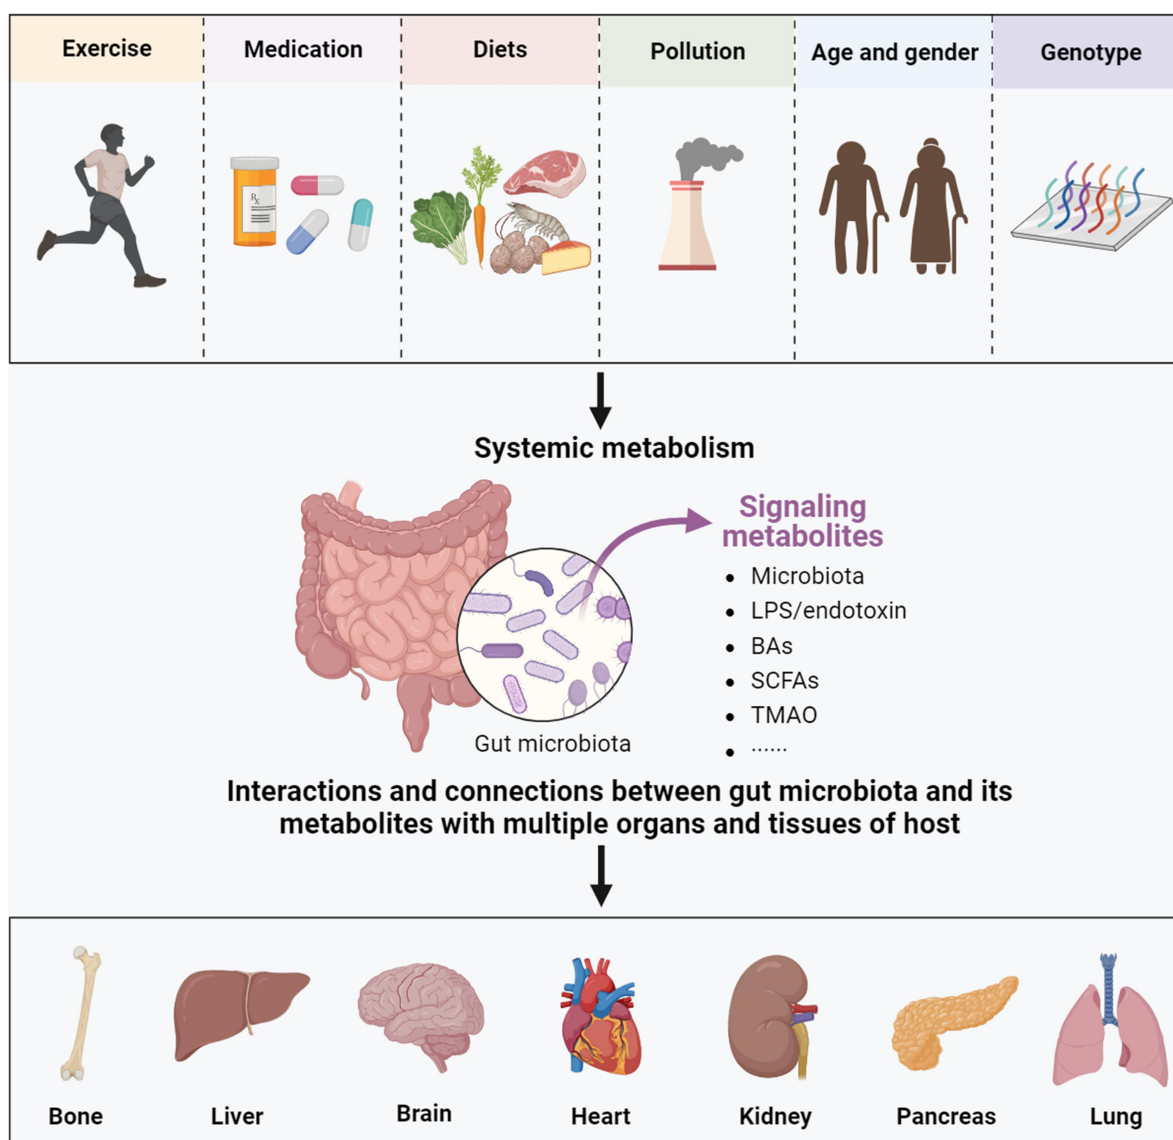 Exercise
Medication
Diets
Pollution
Age and gender
Genotype
Rx
Systemic metabolism
Signaling
metabolites
• Microbiota
• LPS/endotoxin
• BAs
• SCFAs
• TMAO
• ......
Gut microbiota
Interactions and connections between gut microbiota and its
metabolites with multiple organs and tissues of host
Bone
Liver
Brain
Heart
Kidney
Pancreas
Lung